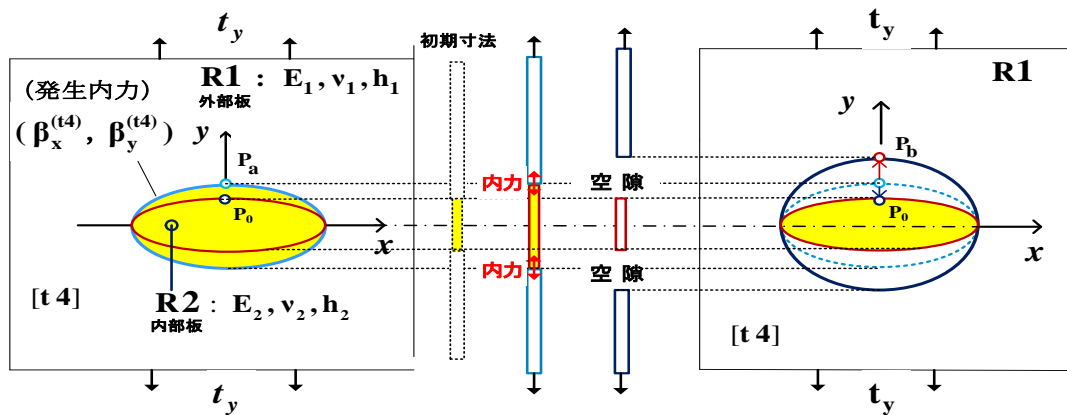 t_y
R1 : E₁, ν₁, h₁
外部板
(発生内力)
(β_x^(t4), β_y^(t4))
y
P_a
P₀
x
[t 4]
R2 : E₂, ν₂, h₂
内部板
t_y
初期寸法
内力
空 隙
内力
空 隙
t_y
R1
y
P_b
P₀
x
[t 4]
t_y